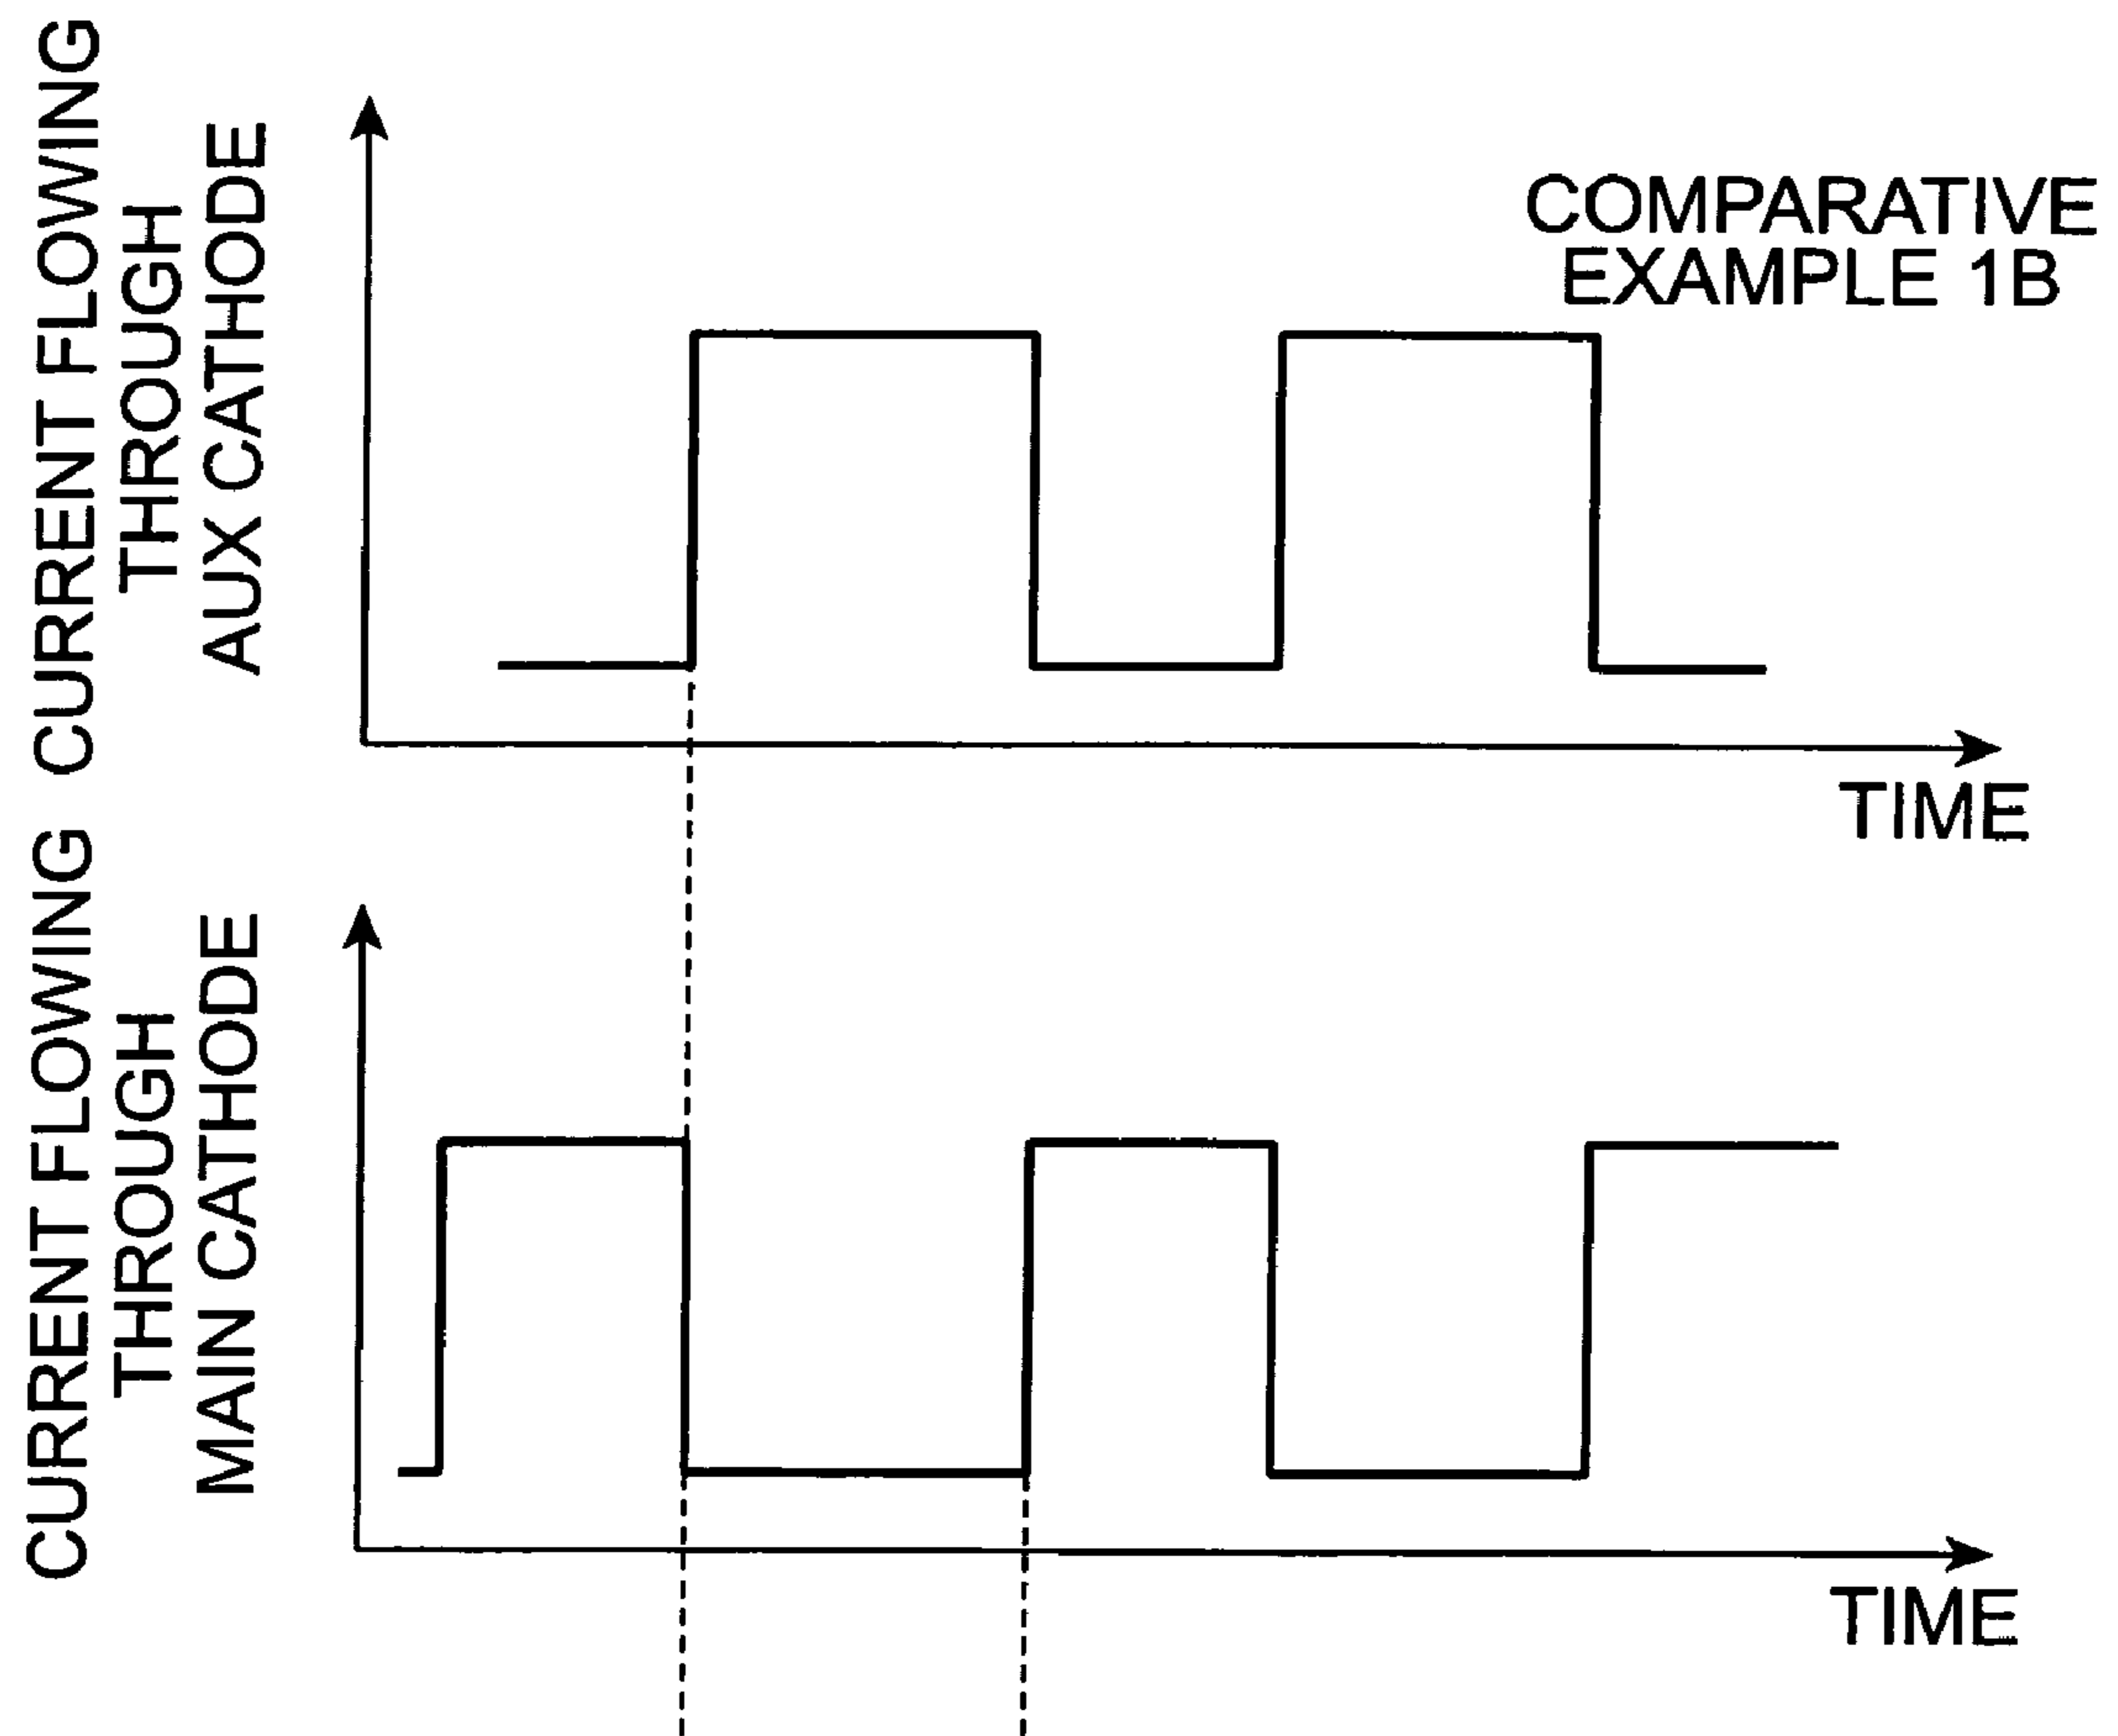 CURRENT FLOWING
THROUGH
AUX CATHODE
COMPARATIVE
EXAMPLE 1B
TIME
CURRENT FLOWING
THROUGH
MAIN CATHODE
TIME